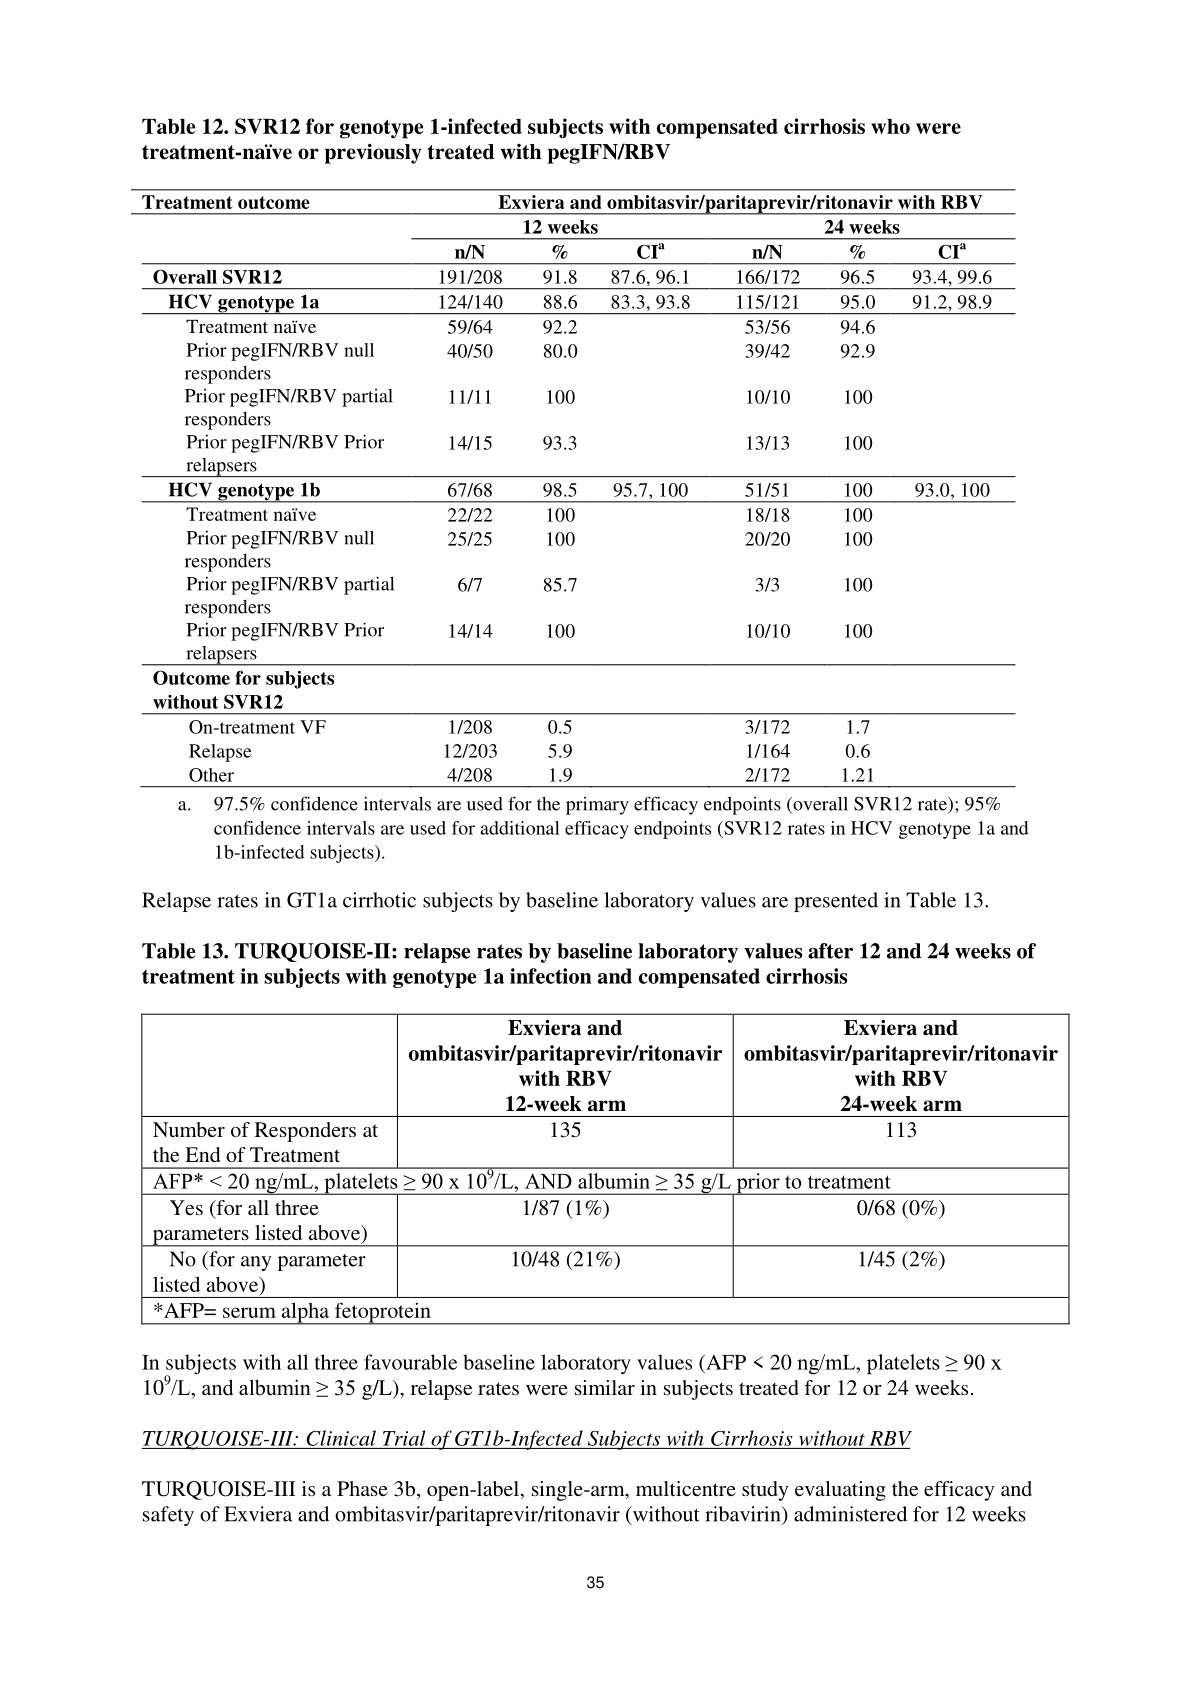 Table 12. SVR12 for genotype 1-infected subjects with compensated cirrhosis who were
treatment-naïve or previously treated with pegIFN/RBV
Treatment outcome Exviera and ombitasvir/paritaprevir/ritonavir with RBV
12 weeks 24 weeks
n/N % CIa n/N % CIa
Overall SVR12 191/208 91.8 87.6, 96.1 166/172 96.5 93.4, 99.6
HCV genotype 1a 124/140 88.6 83.3, 93.8 115/121 95.0 91.2, 98.9
Treatment naïve 59/64 92.2 53/56 94.6
Prior pegIFN/RBV null 40/50 80.0 39/42 92.9
responders
Prior pegIFN/RBV partial 11/11 100 10/10 100
responders
Prior pegIFN/RBV Prior 14/15 93.3 13/13 100
relapsers
HCV genotype 1b 67/68 98.5 95.7, 100 51/51 100 93.0, 100
Treatment naïve 22/22 100 18/18 100
Prior pegIFN/RBV null 25/25 100 20/20 100
responders
Prior pegIFN/RBV partial 6/7 85.7 3/3 100
responders
Prior pegIFN/RBV Prior 14/14 100 10/10 100
relapsers
Outcome for subjects
without SVR12
On-treatment VF 1/208 0.5 3/172 1.7
Relapse 12/203 5.9 1/164 0.6
Other 4/208 1.9 2/172 1.21
a. 97.5% confidence intervals are used for the primary efficacy endpoints (overall SVR12 rate); 95%
confidence intervals are used for additional efficacy endpoints (SVR12 rates in HCV genotype 1a and
1b-infected subjects).
Relapse rates in GT1a cirrhotic subjects by baseline laboratory values are presented in Table 13.
Table 13. TURQUOISE-II: relapse rates by baseline laboratory values after 12 and 24 weeks of
treatment in subjects with genotype 1a infection and compensated cirrhosis
Exviera and Exviera and
ombitasvir/paritaprevir/ritonavir ombitasvir/paritaprevir/ritonavir
with RBV with RBV
12-week arm 24-week arm
Number of Responders at 135 113
the End of Treatment
AFP* < 20 ng/mL, platelets ≥ 90 x 10⁹/L, AND albumin ≥ 35 g/L prior to treatment
Yes (for all three 1/87 (1%) 0/68 (0%)
parameters listed above)
No (for any parameter 10/48 (21%) 1/45 (2%)
listed above)
*AFP= serum alpha fetoprotein
In subjects with all three favourable baseline laboratory values (AFP < 20 ng/mL, platelets ≥ 90 x
10⁹/L, and albumin ≥ 35 g/L), relapse rates were similar in subjects treated for 12 or 24 weeks.
TURQUOISE-III: Clinical Trial of GT1b-Infected Subjects with Cirrhosis without RBV
TURQUOISE-III is a Phase 3b, open-label, single-arm, multicentre study evaluating the efficacy and
safety of Exviera and ombitasvir/paritaprevir/ritonavir (without ribavirin) administered for 12 weeks
35